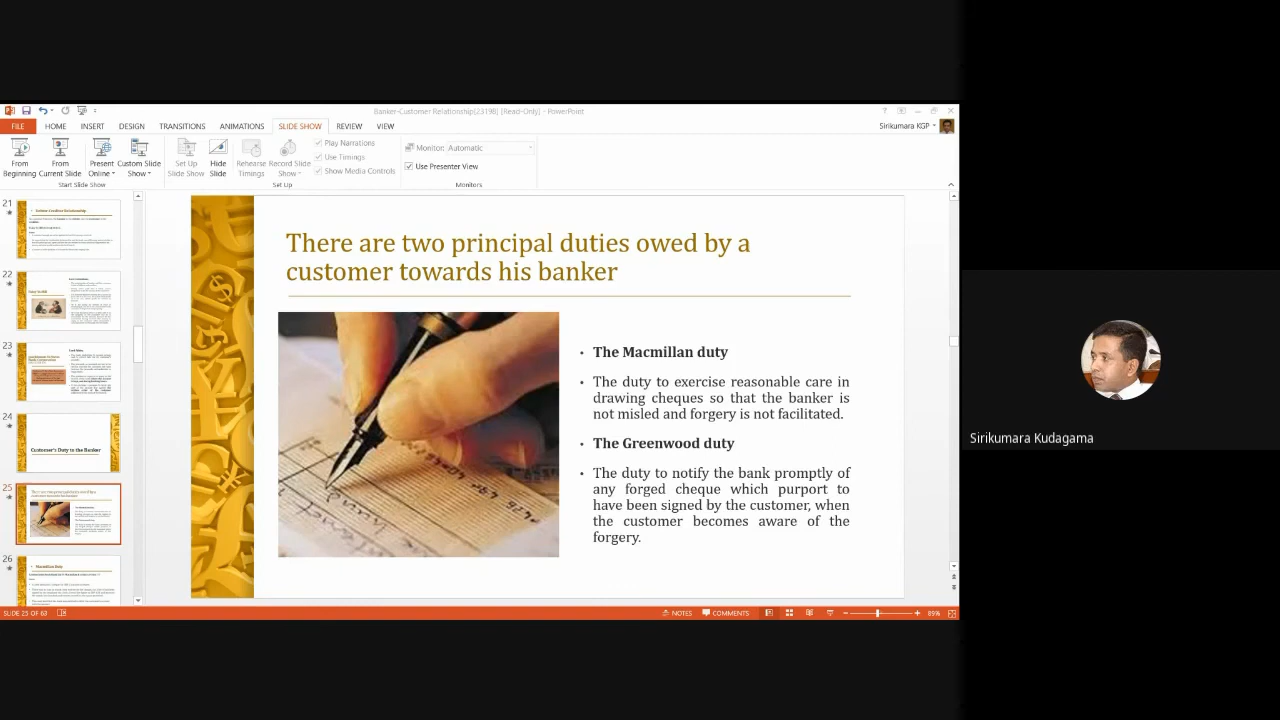 Banker-Customer Relationship(23198) [Read-Only] - PowerPoint
FILE HOME INSERT DESIGN TRANSITIONS ANIMATIONS SLIDE SHOW REVIEW VIEW
Sirikumara KGP
From Beginning
From Current Slide
Present Online
Custom Slide Show
Start Slide Show
Set Up Slide Show
Hide Slide
Rehearse Timings
Record Slide Show
Play Narrations
Use Timings
Show Media Controls
Set Up
Monitor: Automatic
Use Presenter View
Monitors
21
22
23
24
Customer's Duty to the Banker
25
26
Macmillan Duty
There are two principal duties owed by a
customer towards his banker
• The Macmillan duty
• The duty to exercise reasonable care in
drawing cheques so that the banker is
not misled and forgery is not facilitated.
• The Greenwood duty
• The duty to notify the bank promptly of
any forged cheque which purport to
have been signed by the customer, when
the customer becomes aware of the
forgery.
SLIDE 25 OF 63
NOTES COMMENTS 89%
Sirikumara Kudagama